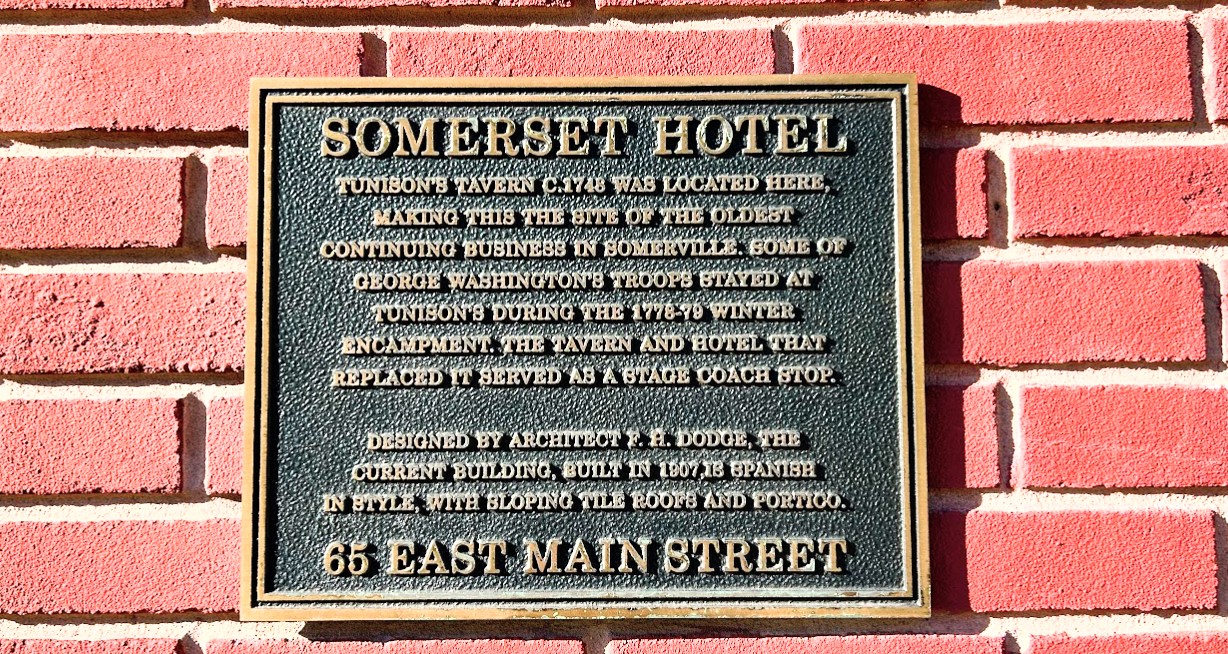 SOMERSET HOTEL
TUNISON'S TAVERN C.1748 WAS LOCATED HERE,
MAKING THIS THE SITE OF THE OLDEST
CONTINUING BUSINESS IN SOMERVILLE. SOME OF
GEORGE WASHINGTON'S TROOPS STAYED AT
TUNISON'S DURING THE 1778-79 WINTER
ENCAMPMENT. THE TAVERN AND HOTEL THAT
REPLACED IT SERVED AS A STAGE COACH STOP.
DESIGNED BY ARCHITECT F. H. DODGE, THE
CURRENT BUILDING, BUILT IN 1907,IS SPANISH
IN STYLE, WITH SLOPING TILE ROOFS AND PORTICO.
65 EAST MAIN STREET